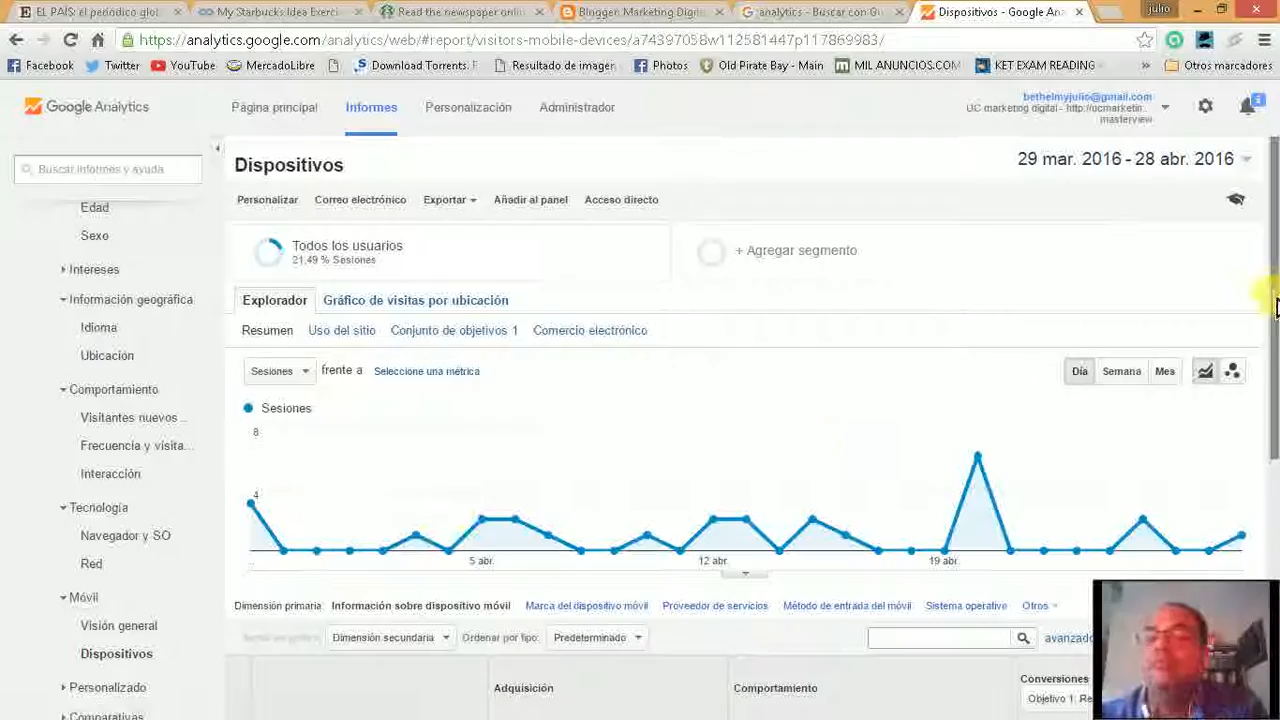 EL PAÍS: el periódico glob
My Starbucks Idea Exerci
Read the newspaper onlin
Blogger: Marketing Digita
analytics - Buscar con Go
Dispositivos - Google Ana
julio
https://analytics.google.com/analytics/web/#report/visitors-mobile-devices/a74397058w112581447p117869983/
Facebook
Twitter
YouTube
MercadoLibre
Download Torrents.
Resultado de imagen
Photos
Old Pirate Bay - Main
MIL ANUNCIOS.COM
KET EXAM READING
»
Otros marcadores
Google Analytics
Página principal
Informes
Personalización
Administrador
bethelmyjulio@gmail.com
UC marketing digital - http://ucmarketin...
masterview
Buscar informes y ayuda
Edad
Sexo
Intereses
Información geográfica
Idioma
Ubicación
Comportamiento
Visitantes nuevos ...
Frecuencia y visita...
Interacción
Tecnología
Navegador y SO
Red
Móvil
Visión general
Dispositivos
Personalizado
Comparativas
Dispositivos
29 mar. 2016 - 28 abr. 2016
Personalizar
Correo electrónico
Exportar
Añadir al panel
Acceso directo
Todos los usuarios
21,49 % Sesiones
+ Agregar segmento
Explorador
Gráfico de visitas por ubicación
Resumen
Uso del sitio
Conjunto de objetivos 1
Comercio electrónico
Sesiones
frente a
Seleccione una métrica
Día
Semana
Mes
Sesiones
8
4
...
5 abr.
12 abr.
19 abr.
Dimensión primaria:
Información sobre dispositivo móvil
Marca del dispositivo móvil
Proveedor de servicios
Método de entrada del móvil
Sistema operativo
Otros
Dimensión secundaria
Ordenar por tipo:
Predeterminado
avanzado
Adquisición
Comportamiento
Conversiones
Objetivo 1: Re